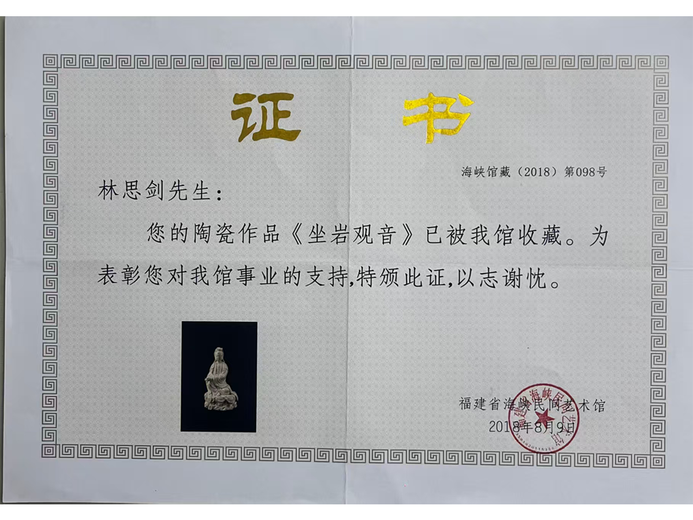 证书
海峡馆藏（2018）第098号
林思剑先生：
您的陶瓷作品《坐岩观音》已被我馆收藏。为
表彰您对我馆事业的支持,特颁此证,以志谢忱。
福建省海峡民间艺术馆
2018年8月9日